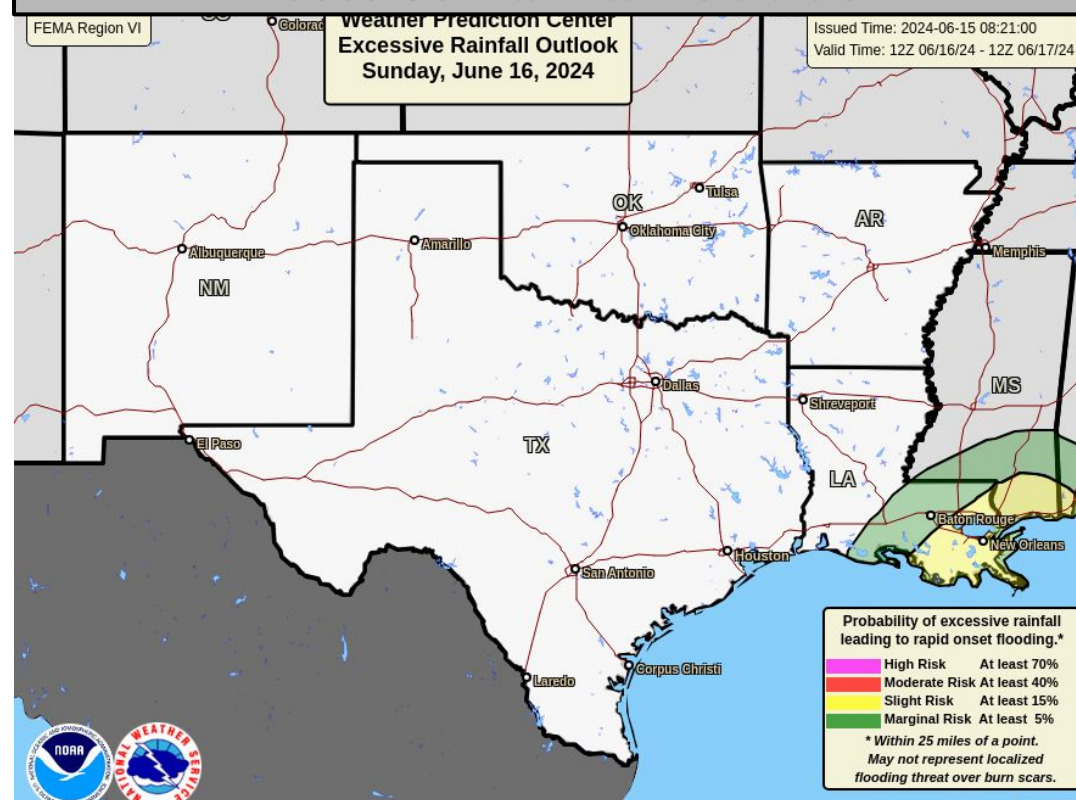 FEMA Region VI
Weather Prediction Center
Excessive Rainfall Outlook
Sunday, June 16, 2024
Issued Time: 2024-06-15 08:21:00
Valid Time: 12Z 06/16/24 - 12Z 06/17/24
Tulsa
OK
Oklahoma City
AR
Albuquerque
Amarillo
Memphis
NM
Dallas
MS
Shreveport
El Paso
TX
LA
Baton Rouge
New Orleans
Houston
San Antonio
Corpus Christi
Laredo
Probability of excessive rainfall
leading to rapid onset flooding.*
High Risk At least 70%
Moderate Risk At least 40%
Slight Risk At least 15%
Marginal Risk At least 5%
* Within 25 miles of a point.
May not represent localized
flooding threat over burn scars.
NOAA
NATIONAL WEATHER SERVICE